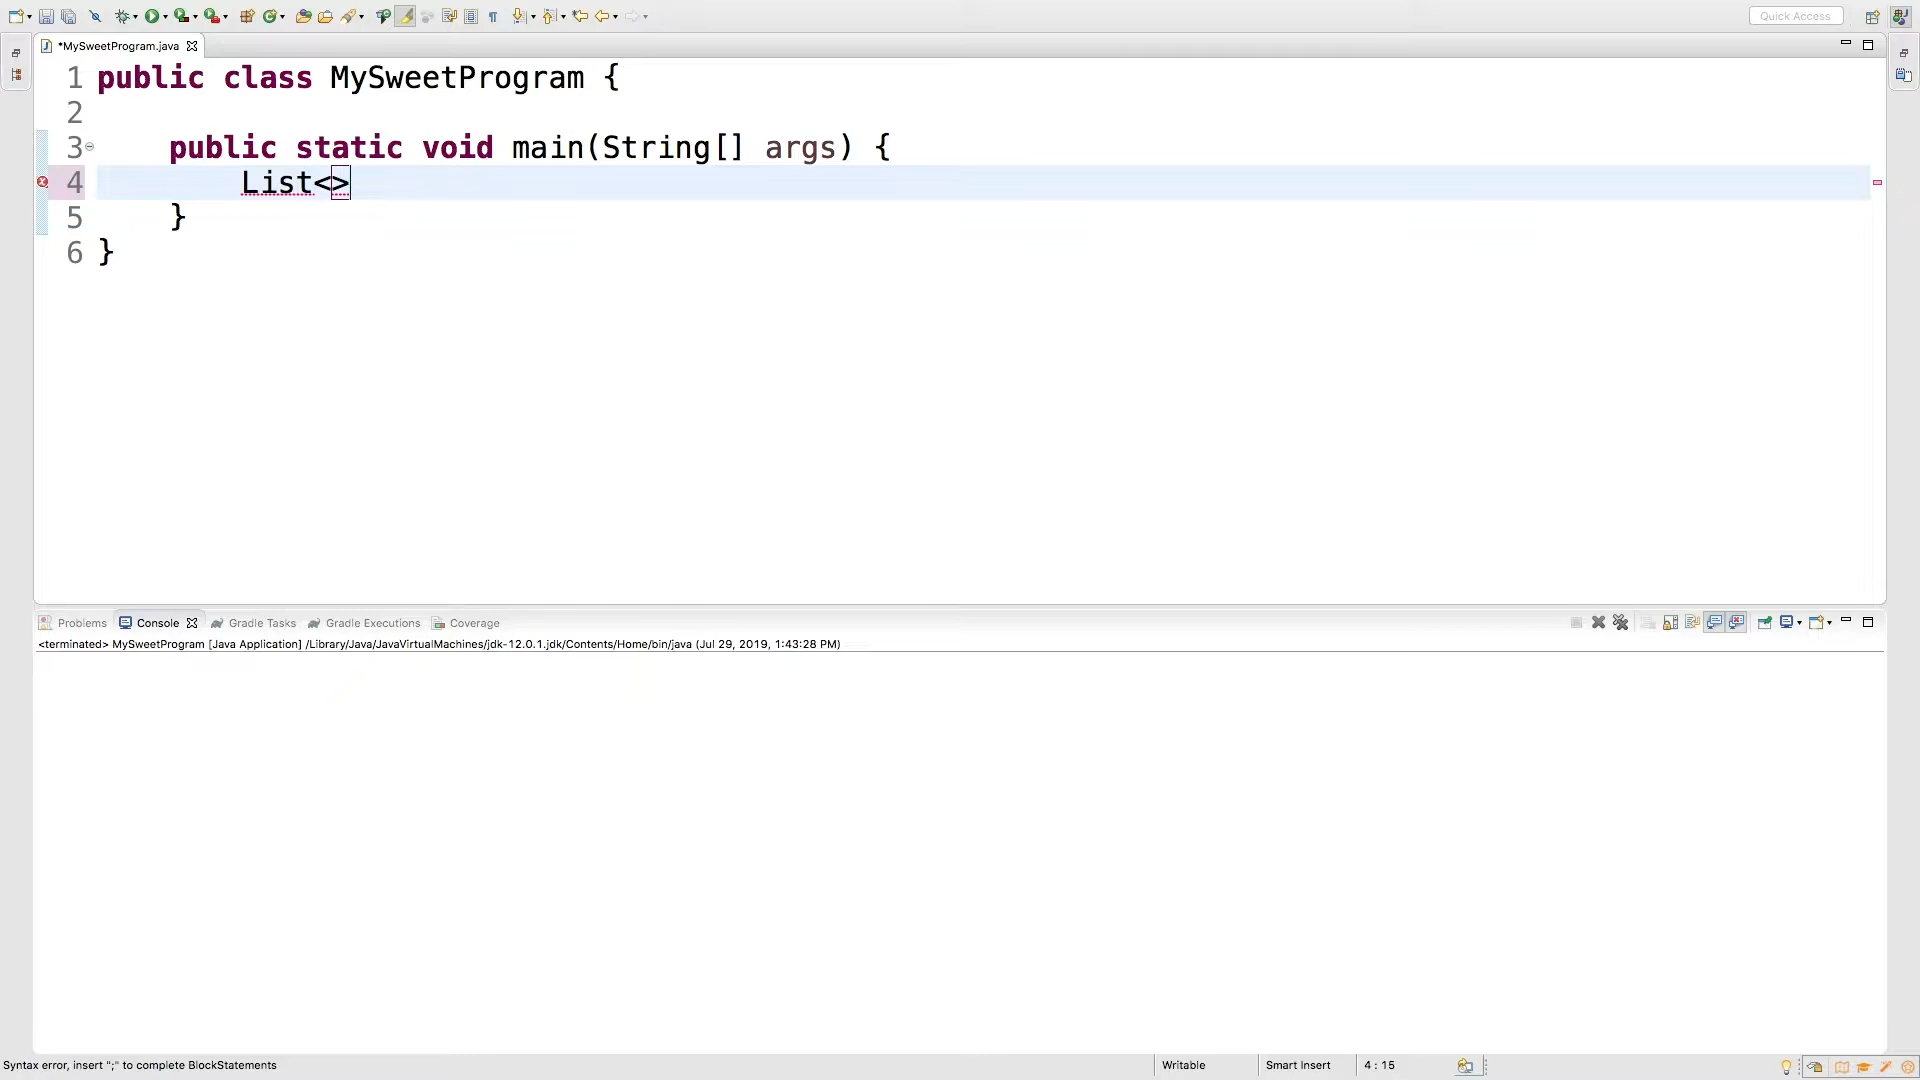 Quick Access
*MySweetProgram.java
1 public class MySweetProgram {
2
3 public static void main(String[] args) {
4 List<>
5 }
6 }
Problems Console Gradle Tasks Gradle Executions Coverage
<terminated> MySweetProgram [Java Application] /Library/Java/JavaVirtualMachines/jdk-12.0.1.jdk/Contents/Home/bin/java (Jul 29, 2019, 1:43:28 PM)
Syntax error, insert ";" to complete BlockStatements Writable Smart Insert 4 : 15